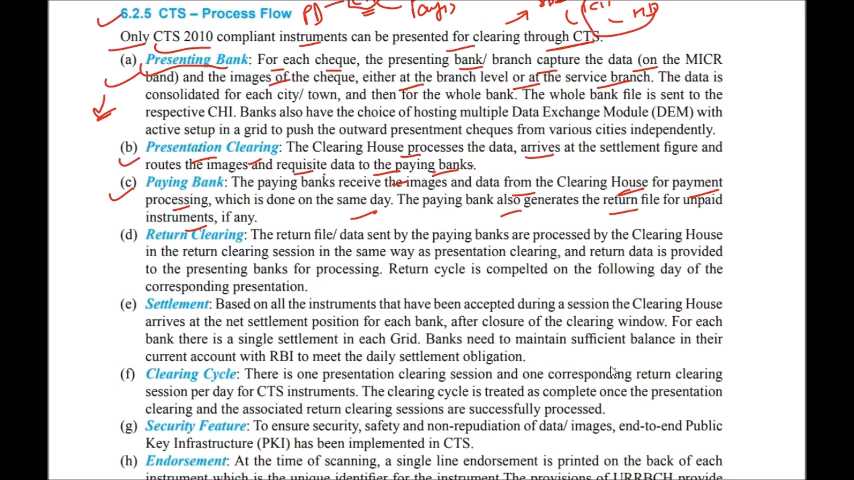 6.2.5 CTS – Process Flow
Only CTS 2010 compliant instruments can be presented for clearing through CTS.
(a) Presenting Bank: For each cheque, the presenting bank/ branch capture the data (on the MICR
band) and the images of the cheque, either at the branch level or at the service branch. The data is
consolidated for each city/ town, and then for the whole bank. The whole bank file is sent to the
respective CHI. Banks also have the choice of hosting multiple Data Exchange Module (DEM) with
active setup in a grid to push the outward presentment cheques from various cities independently.
(b) Presentation Clearing: The Clearing House processes the data, arrives at the settlement figure and
routes the images and requisite data to the paying banks.
(c) Paying Bank: The paying banks receive the images and data from the Clearing House for payment
processing, which is done on the same day. The paying bank also generates the return file for unpaid
instruments, if any.
(d) Return Clearing: The return file/ data sent by the paying banks are processed by the Clearing House
in the return clearing session in the same way as presentation clearing, and return data is provided
to the presenting banks for processing. Return cycle is compelted on the following day of the
corresponding presentation.
(e) Settlement: Based on all the instruments that have been accepted during a session the Clearing House
arrives at the net settlement position for each bank, after closure of the clearing window. For each
bank there is a single settlement in each Grid. Banks need to maintain sufficient balance in their
current account with RBI to meet the daily settlement obligation.
(f) Clearing Cycle: There is one presentation clearing session and one corresponding return clearing
session per day for CTS instruments. The clearing cycle is treated as complete once the presentation
clearing and the associated return clearing sessions are successfully processed.
(g) Security Feature: To ensure security, safety and non-repudiation of data/ images, end-to-end Public
Key Infrastructure (PKI) has been implemented in CTS.
(h) Endorsement: At the time of scanning, a single line endorsement is printed on the back of each
instrument which is the unique identifier for the instrument. The provisions of URRBCH provide